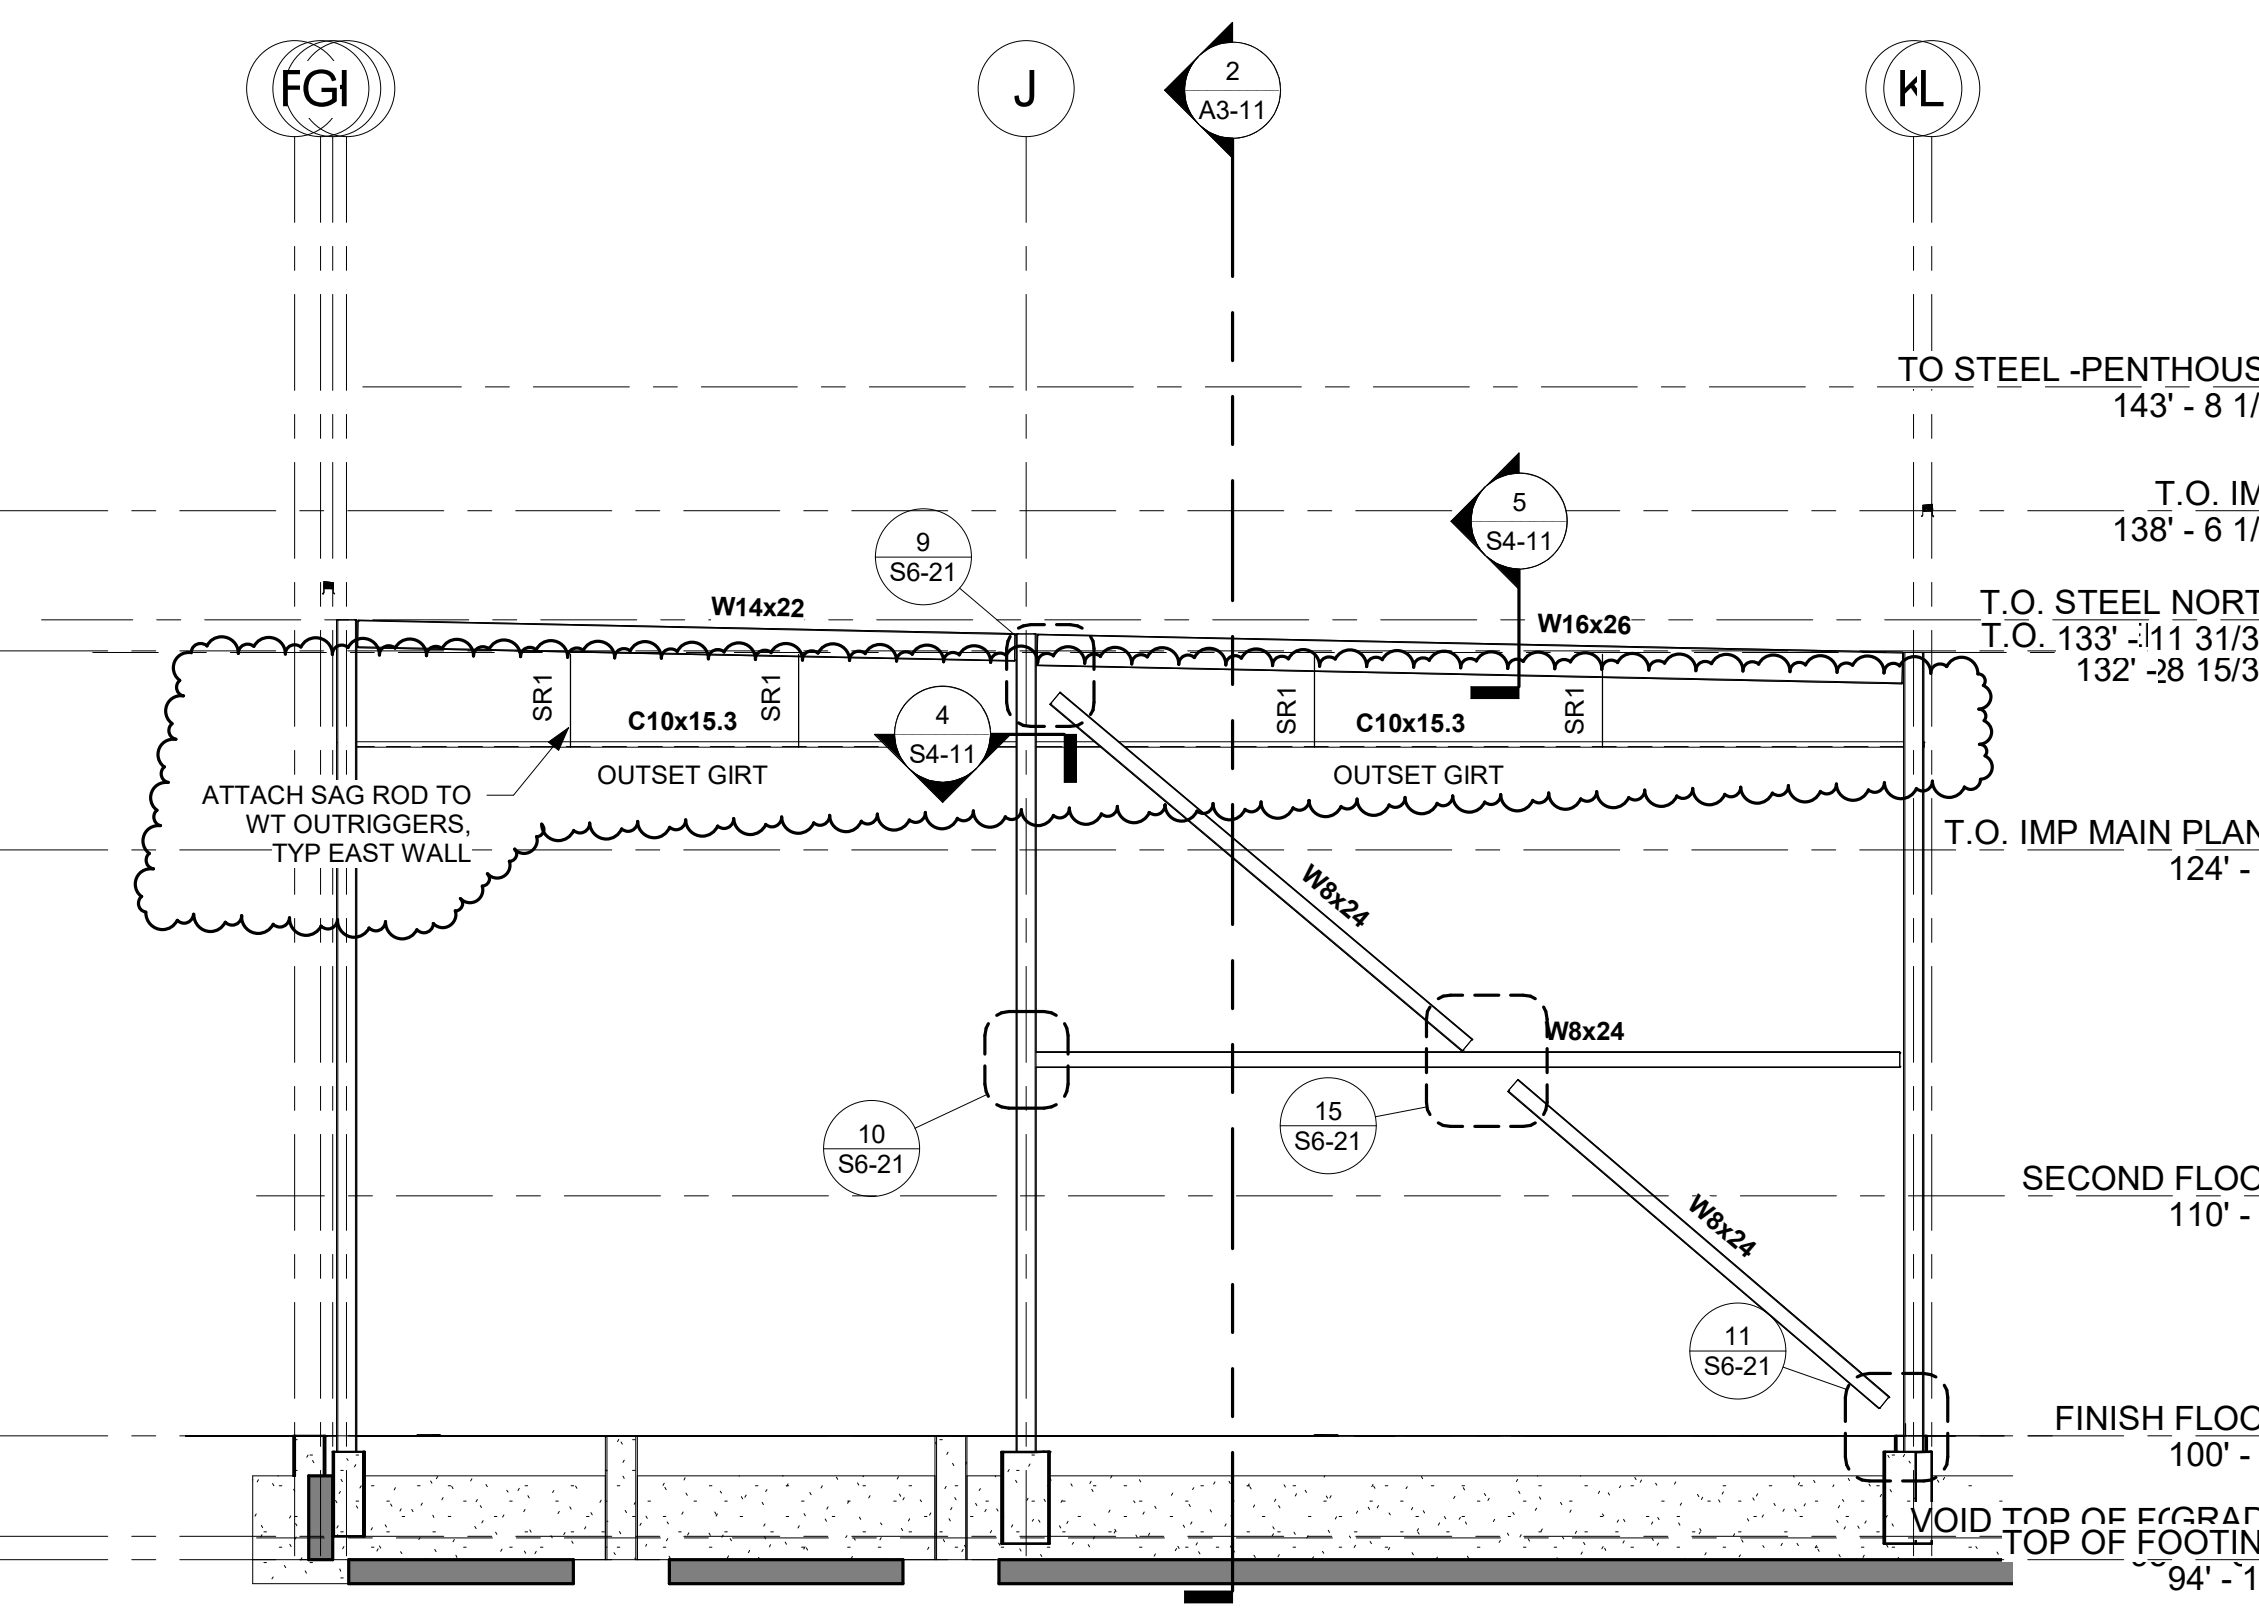 FGI
J
2
A3-11
KL
TO STEEL -PENTHOUS
143' - 8 1/
T.O. IM
138' - 6 1/
5
S4-11
9
S6-21
W14x22
W16x26
T.O. STEEL NORT
T.O. 133' - 11 31/3
132' - 8 15/3
SR1
C10x15.3
SR1
4
S4-11
SR1
C10x15.3
SR1
OUTSET GIRT
OUTSET GIRT
ATTACH SAG ROD TO
WT OUTRIGGERS,
TYP EAST WALL
T.O. IMP MAIN PLAN
124' -
W8x24
W8x24
10
S6-21
15
S6-21
SECOND FLOO
110' -
W8x24
11
S6-21
FINISH FLOO
100' -
VOID TOP OF
GRAD
TOP OF FOOTIN
94' - 1